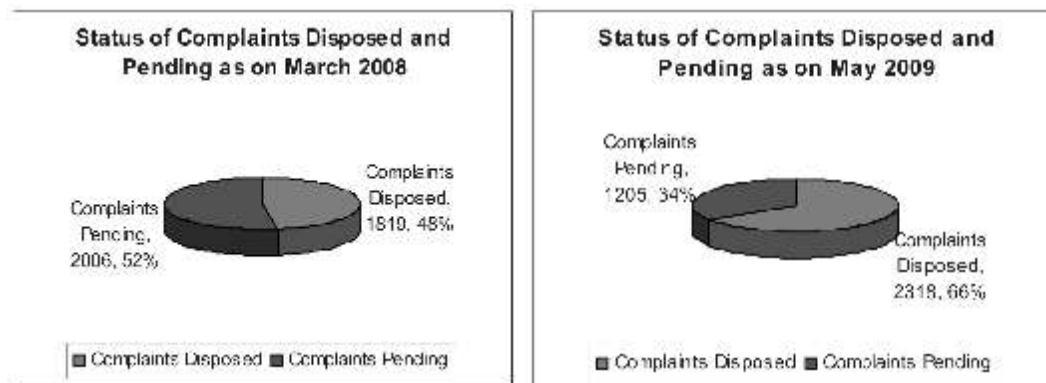 Status of Complaints Disposed and
Pending as on March 2008
Complaints
Disposed,
1819, 48%
Complaints
Pending,
2006, 52%
Complaints Disposed
Complaints Pending
Status of Complaints Disposed and
Pending as on May 2009
Complaints
Pending,
1205, 34%
Complaints
Disposed,
2318, 66%
Complaints Disposed
Complaints Pending